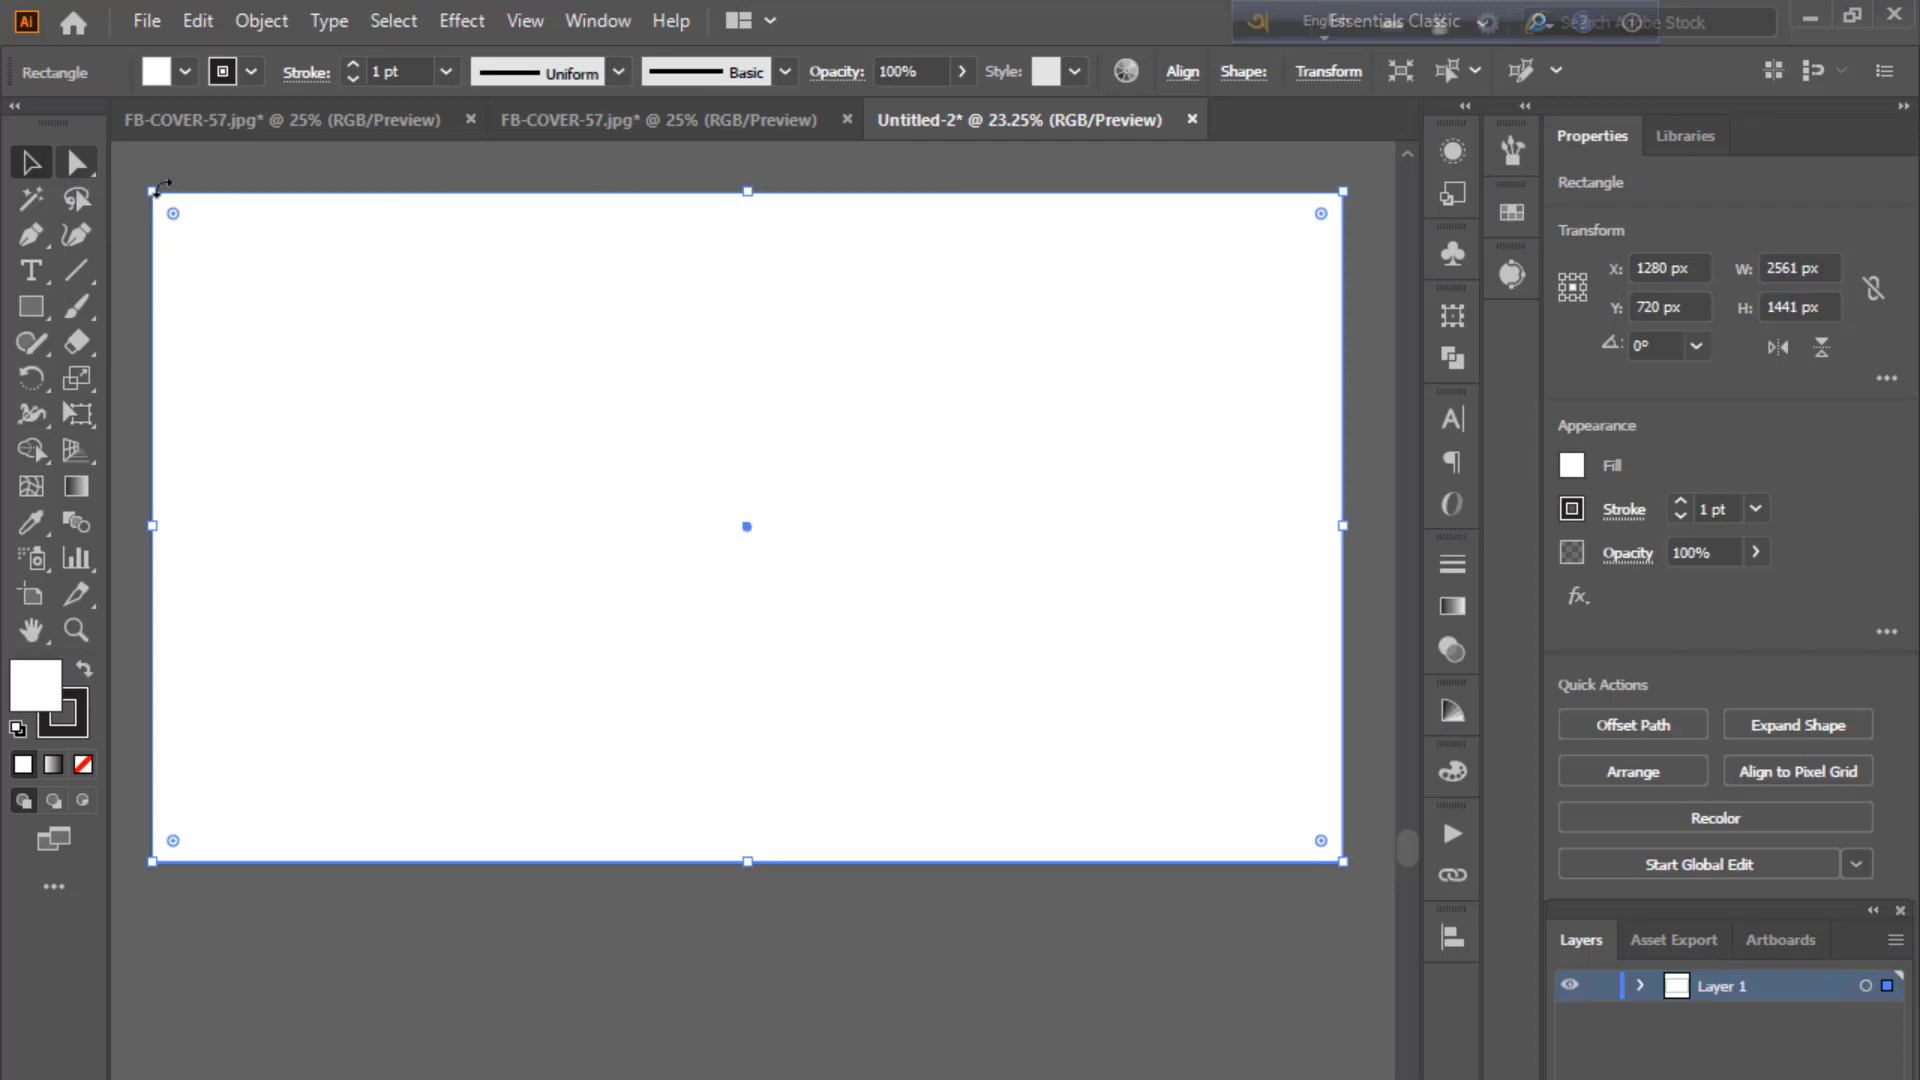 Ai File Edit Object Type Select Effect View Window Help English Essentials Classic Search Adobe Stock
Rectangle Stroke: 1 pt Uniform Basic Opacity: 100% Style: Align Shape: Transform
FB-COVER-57.jpg* @ 25% (RGB/Preview) FB-COVER-57.jpg* @ 25% (RGB/Preview) Untitled-2* @ 23.25% (RGB/Preview)
Properties Libraries
Rectangle
Transform
X: 1280 px W: 2561 px
Y: 720 px H: 1441 px
0°
Appearance
Fill
Stroke 1 pt
Opacity 100%
fx
Quick Actions
Offset Path Expand Shape
Arrange Align to Pixel Grid
Recolor
Start Global Edit
Layers Asset Export Artboards
Layer 1